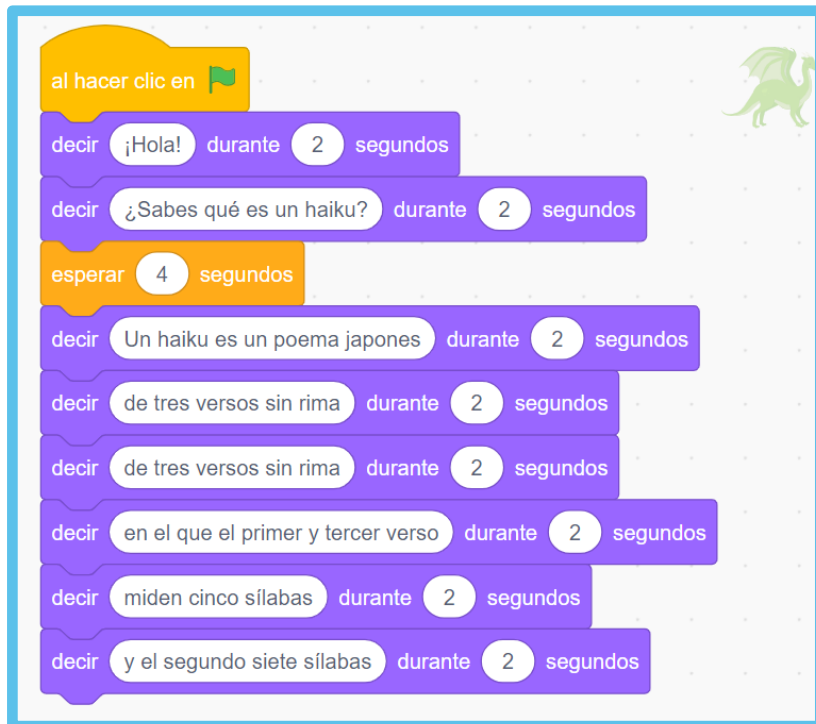 al hacer clic en
decir ¡Hola! durante 2 segundos
decir ¿Sabes qué es un haiku? durante 2 segundos
esperar 4 segundos
decir Un haiku es un poema japones durante 2 segundos
decir de tres versos sin rima durante 2 segundos
decir de tres versos sin rima durante 2 segundos
decir en el que el primer y tercer verso durante 2 segundos
decir miden cinco sílabas durante 2 segundos
decir y el segundo siete sílabas durante 2 segundos